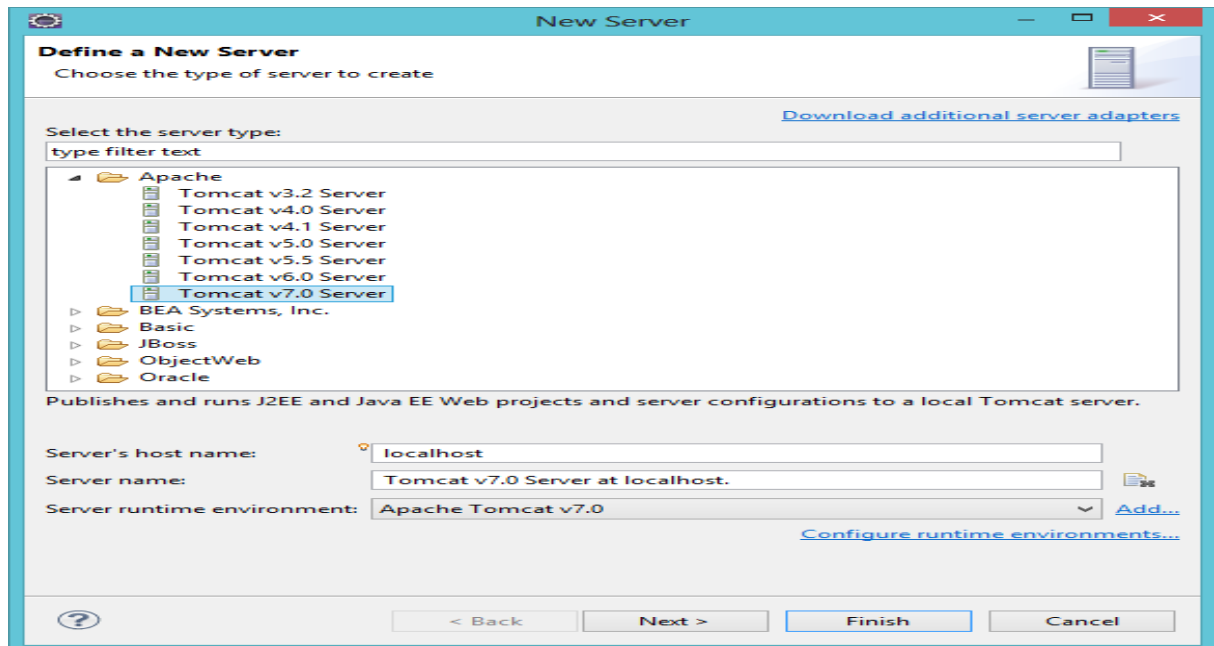 New Server
Define a New Server
Choose the type of server to create
Download additional server adapters
Select the server type:
type filter text
Apache
Tomcat v3.2 Server
Tomcat v4.0 Server
Tomcat v4.1 Server
Tomcat v5.0 Server
Tomcat v5.5 Server
Tomcat v6.0 Server
Tomcat v7.0 Server
BEA Systems, Inc.
Basic
JBoss
ObjectWeb
Oracle
Publishes and runs J2EE and Java EE Web projects and server configurations to a local Tomcat server.
Server's host name: localhost
Server name: Tomcat v7.0 Server at localhost.
Server runtime environment: Apache Tomcat v7.0 Add...
Configure runtime environments...
? < Back Next > Finish Cancel